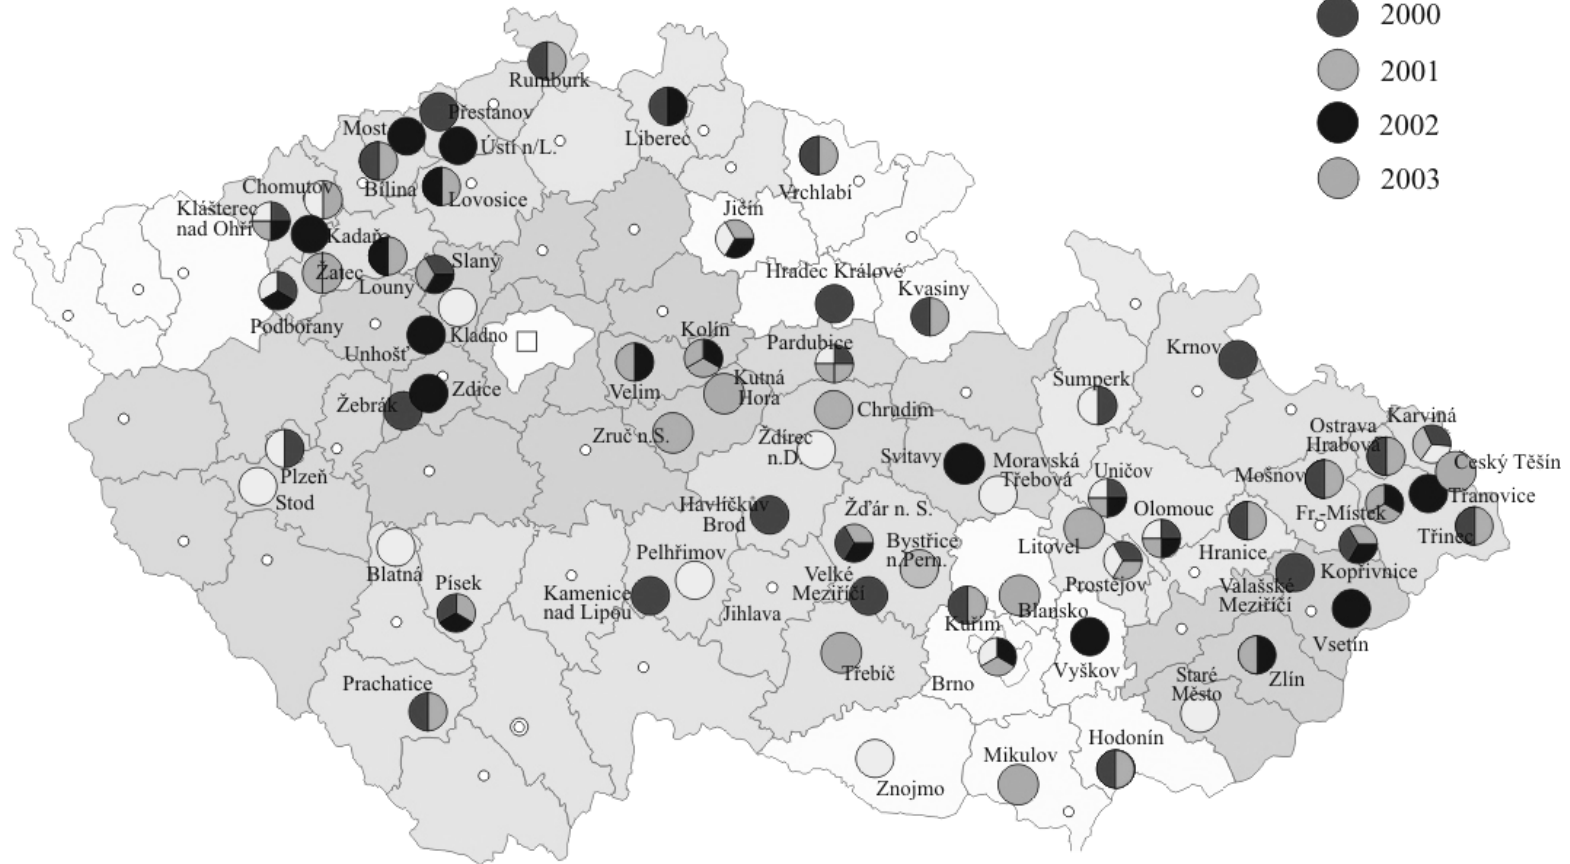 2000
2001
2002
2003
Rumburk
Přestanov
Most
Ústí n/L.
Liberec
Bílina
Lovosice
Vrchlabí
Chomutov
Klášterec
nad Ohří
Kadaň
Jičín
Žatec
Louny
Slaný
Hradec Králové
Kvasiny
Podbořany
Kladno
Unhošť
Kolín
Pardubice
Krnov
Velim
Kutná
Hora
Šumperk
Zdice
Žebrák
Chrudim
Zruč n.S.
Ždírec
n.D.
Svitavy
Moravská
Třebová
Uničov
Ostrava
Hrabová
Karviná
Český Těšín
Mošnov
Plzeň
Stod
Tranovice
Fr.-Místek
Havlíčkův
Brod
Žďár n. S.
Olomouc
Třinec
Bystřice
n.Pern.
Litovel
Hranice
Pelhřimov
Blatná
Písek
Kamenice
nad Lipou
Velké
Meziříčí
Jihlava
Prostějov
Valašské
Meziříčí
Kopřivnice
Blansko
Kuřim
Vsetín
Vyškov
Třebíč
Brno
Staré
Město
Zlín
Prachatice
Hodonín
Mikulov
Znojmo